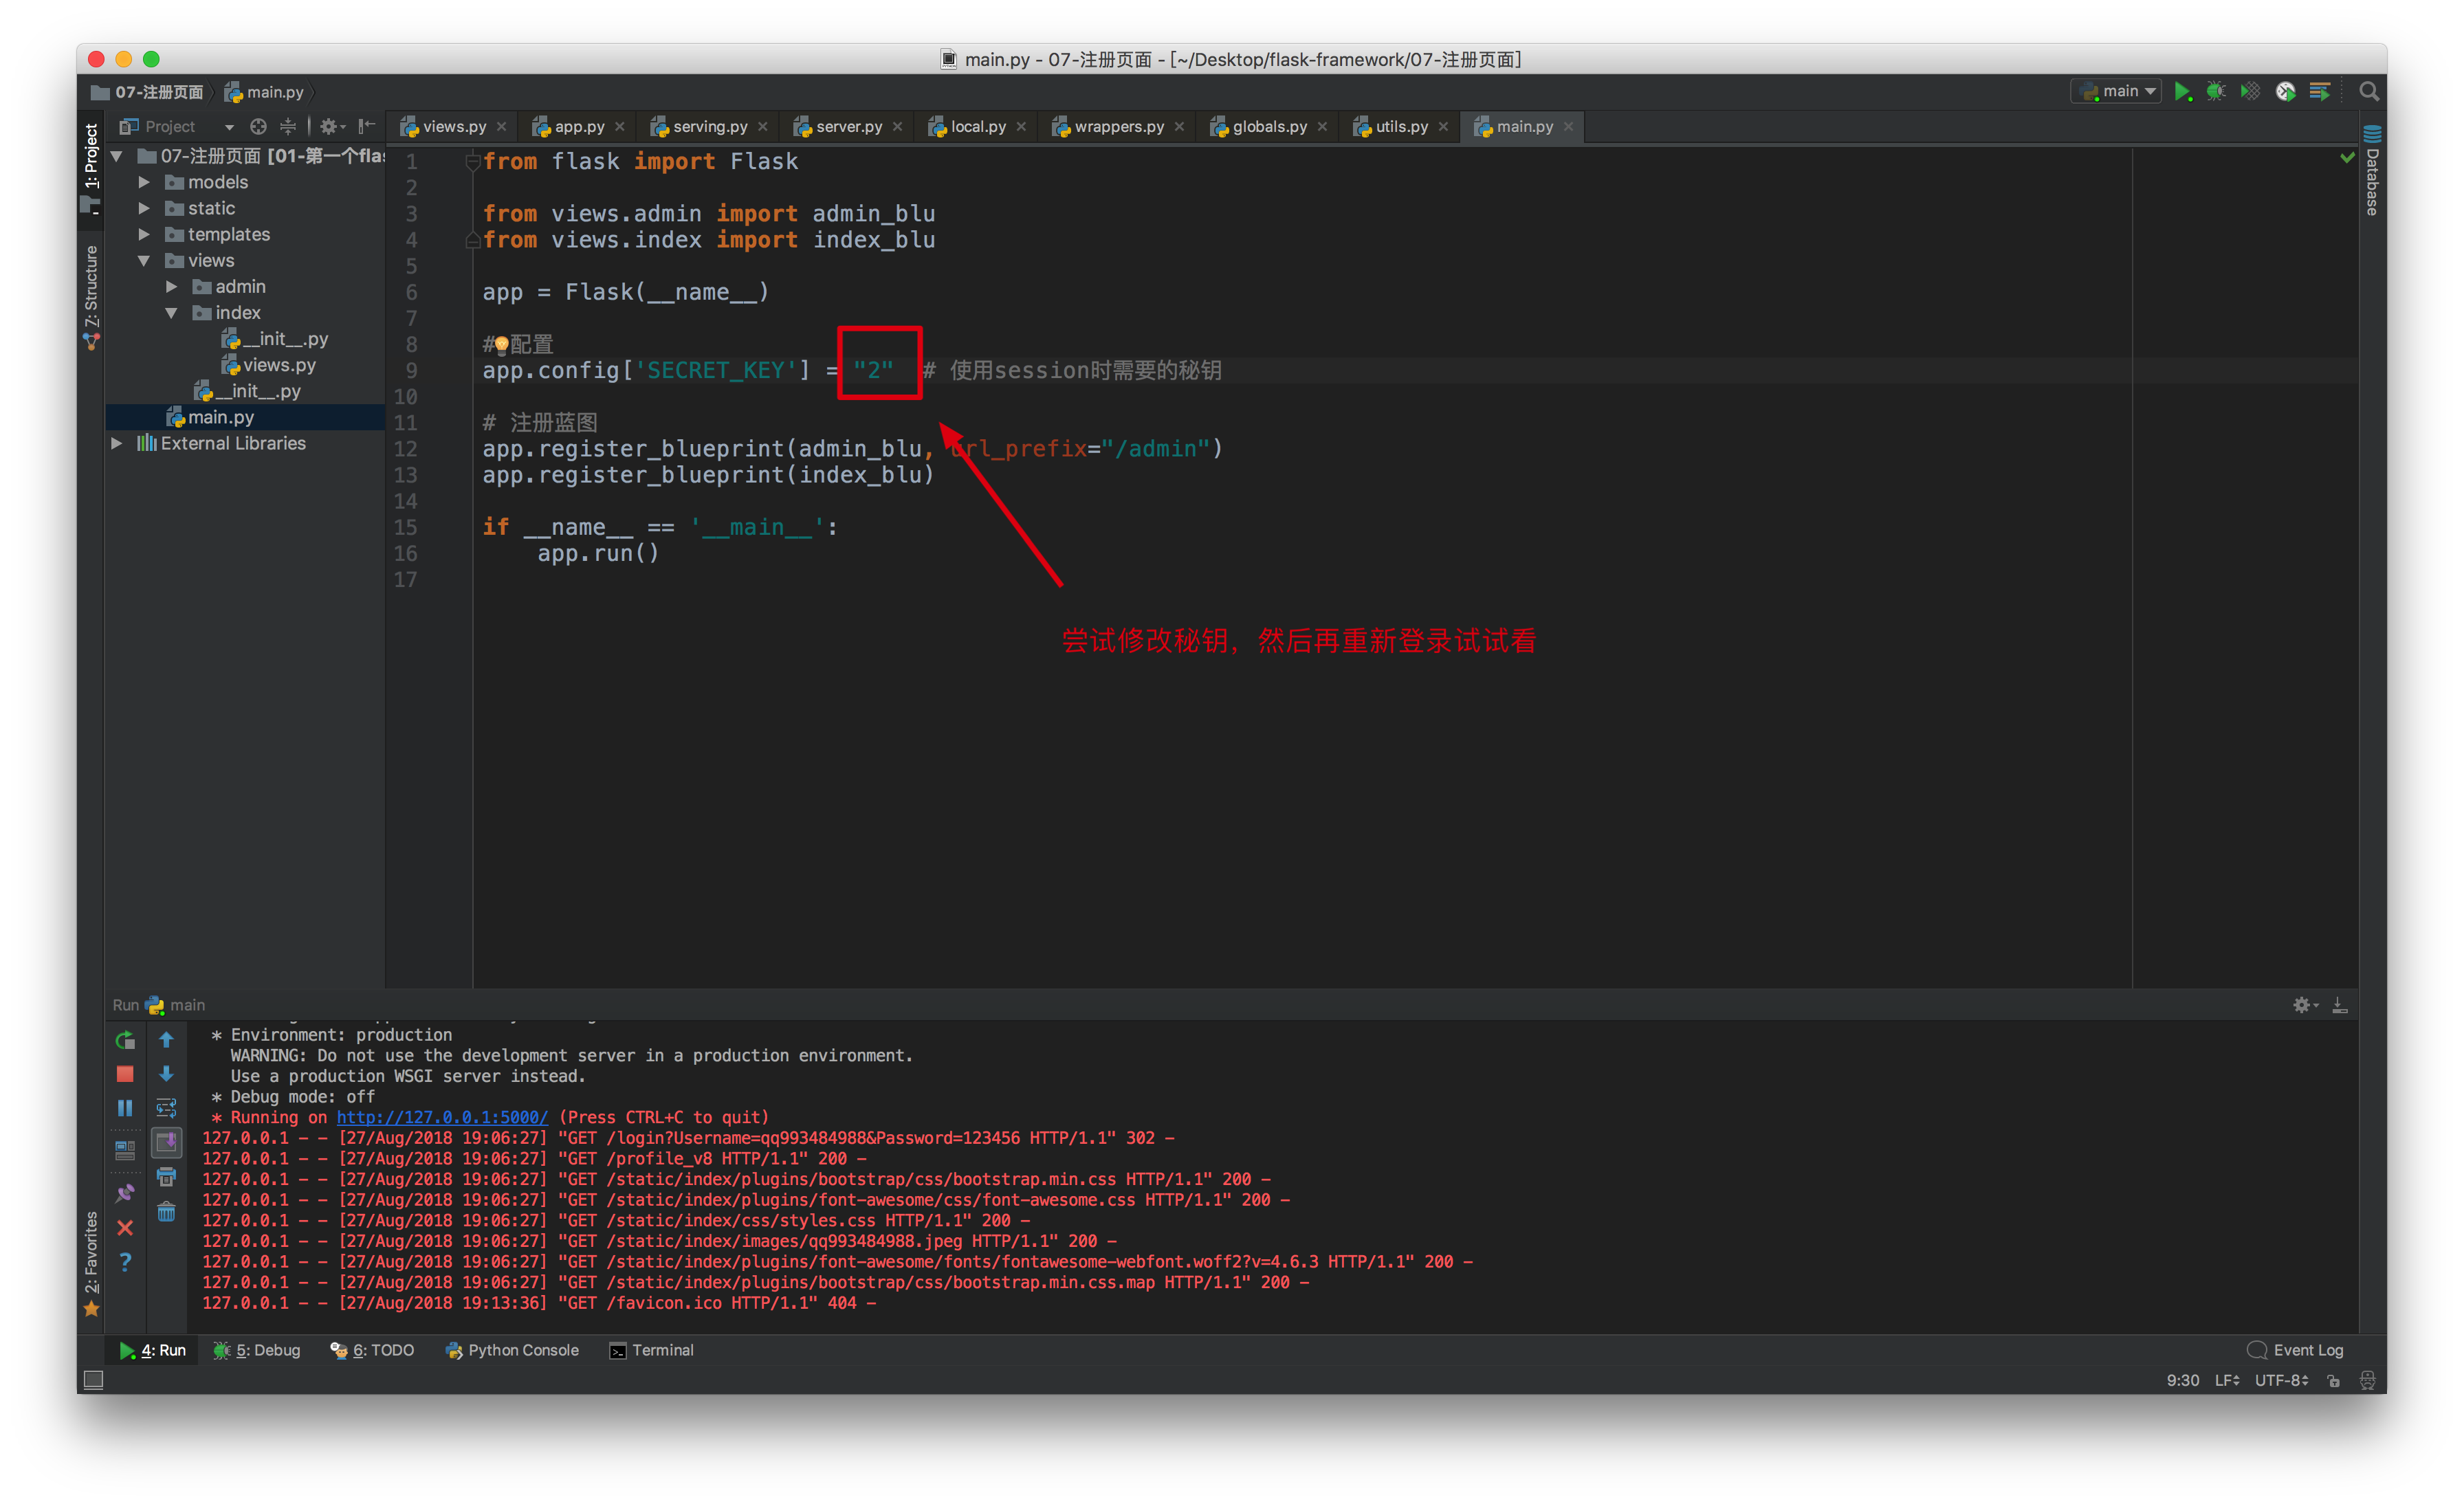 main.py - 07-注册页面 - [~/Desktop/flask-framework/07-注册页面]
07-注册页面 main.py
main
1: Project
7: Structure
2: Favorites
Database
Project
views.py
app.py
serving.py
server.py
local.py
wrappers.py
globals.py
utils.py
main.py
07-注册页面 [01-第一个flas
models
static
templates
views
admin
index
__init__.py
views.py
__init__.py
main.py
External Libraries
1 from flask import Flask
2
3 from views.admin import admin_blu
4 from views.index import index_blu
5
6 app = Flask(__name__)
7
8 # 配置
9 app.config['SECRET_KEY'] = "2" # 使用session时需要的秘钥
10
11 # 注册蓝图
12 app.register_blueprint(admin_blu, url_prefix="/admin")
13 app.register_blueprint(index_blu)
14
15 if __name__ == '__main__':
16 app.run()
17
尝试修改秘钥，然后再重新登录试试看
Run main
* Environment: production
WARNING: Do not use the development server in a production environment.
Use a production WSGI server instead.
* Debug mode: off
* Running on http://127.0.0.1:5000/ (Press CTRL+C to quit)
127.0.0.1 - - [27/Aug/2018 19:06:27] "GET /login?Username=qq993484988&Password=123456 HTTP/1.1" 302 -
127.0.0.1 - - [27/Aug/2018 19:06:27] "GET /profile_v8 HTTP/1.1" 200 -
127.0.0.1 - - [27/Aug/2018 19:06:27] "GET /static/index/plugins/bootstrap/css/bootstrap.min.css HTTP/1.1" 200 -
127.0.0.1 - - [27/Aug/2018 19:06:27] "GET /static/index/plugins/font-awesome/css/font-awesome.css HTTP/1.1" 200 -
127.0.0.1 - - [27/Aug/2018 19:06:27] "GET /static/index/css/styles.css HTTP/1.1" 200 -
127.0.0.1 - - [27/Aug/2018 19:06:27] "GET /static/index/images/qq993484988.jpeg HTTP/1.1" 200 -
127.0.0.1 - - [27/Aug/2018 19:06:27] "GET /static/index/plugins/font-awesome/fonts/fontawesome-webfont.woff2?v=4.6.3 HTTP/1.1" 200 -
127.0.0.1 - - [27/Aug/2018 19:06:27] "GET /static/index/plugins/bootstrap/css/bootstrap.min.css.map HTTP/1.1" 200 -
127.0.0.1 - - [27/Aug/2018 19:13:36] "GET /favicon.ico HTTP/1.1" 404 -
4: Run 5: Debug 6: TODO Python Console Terminal Event Log
9:30 LF UTF-8